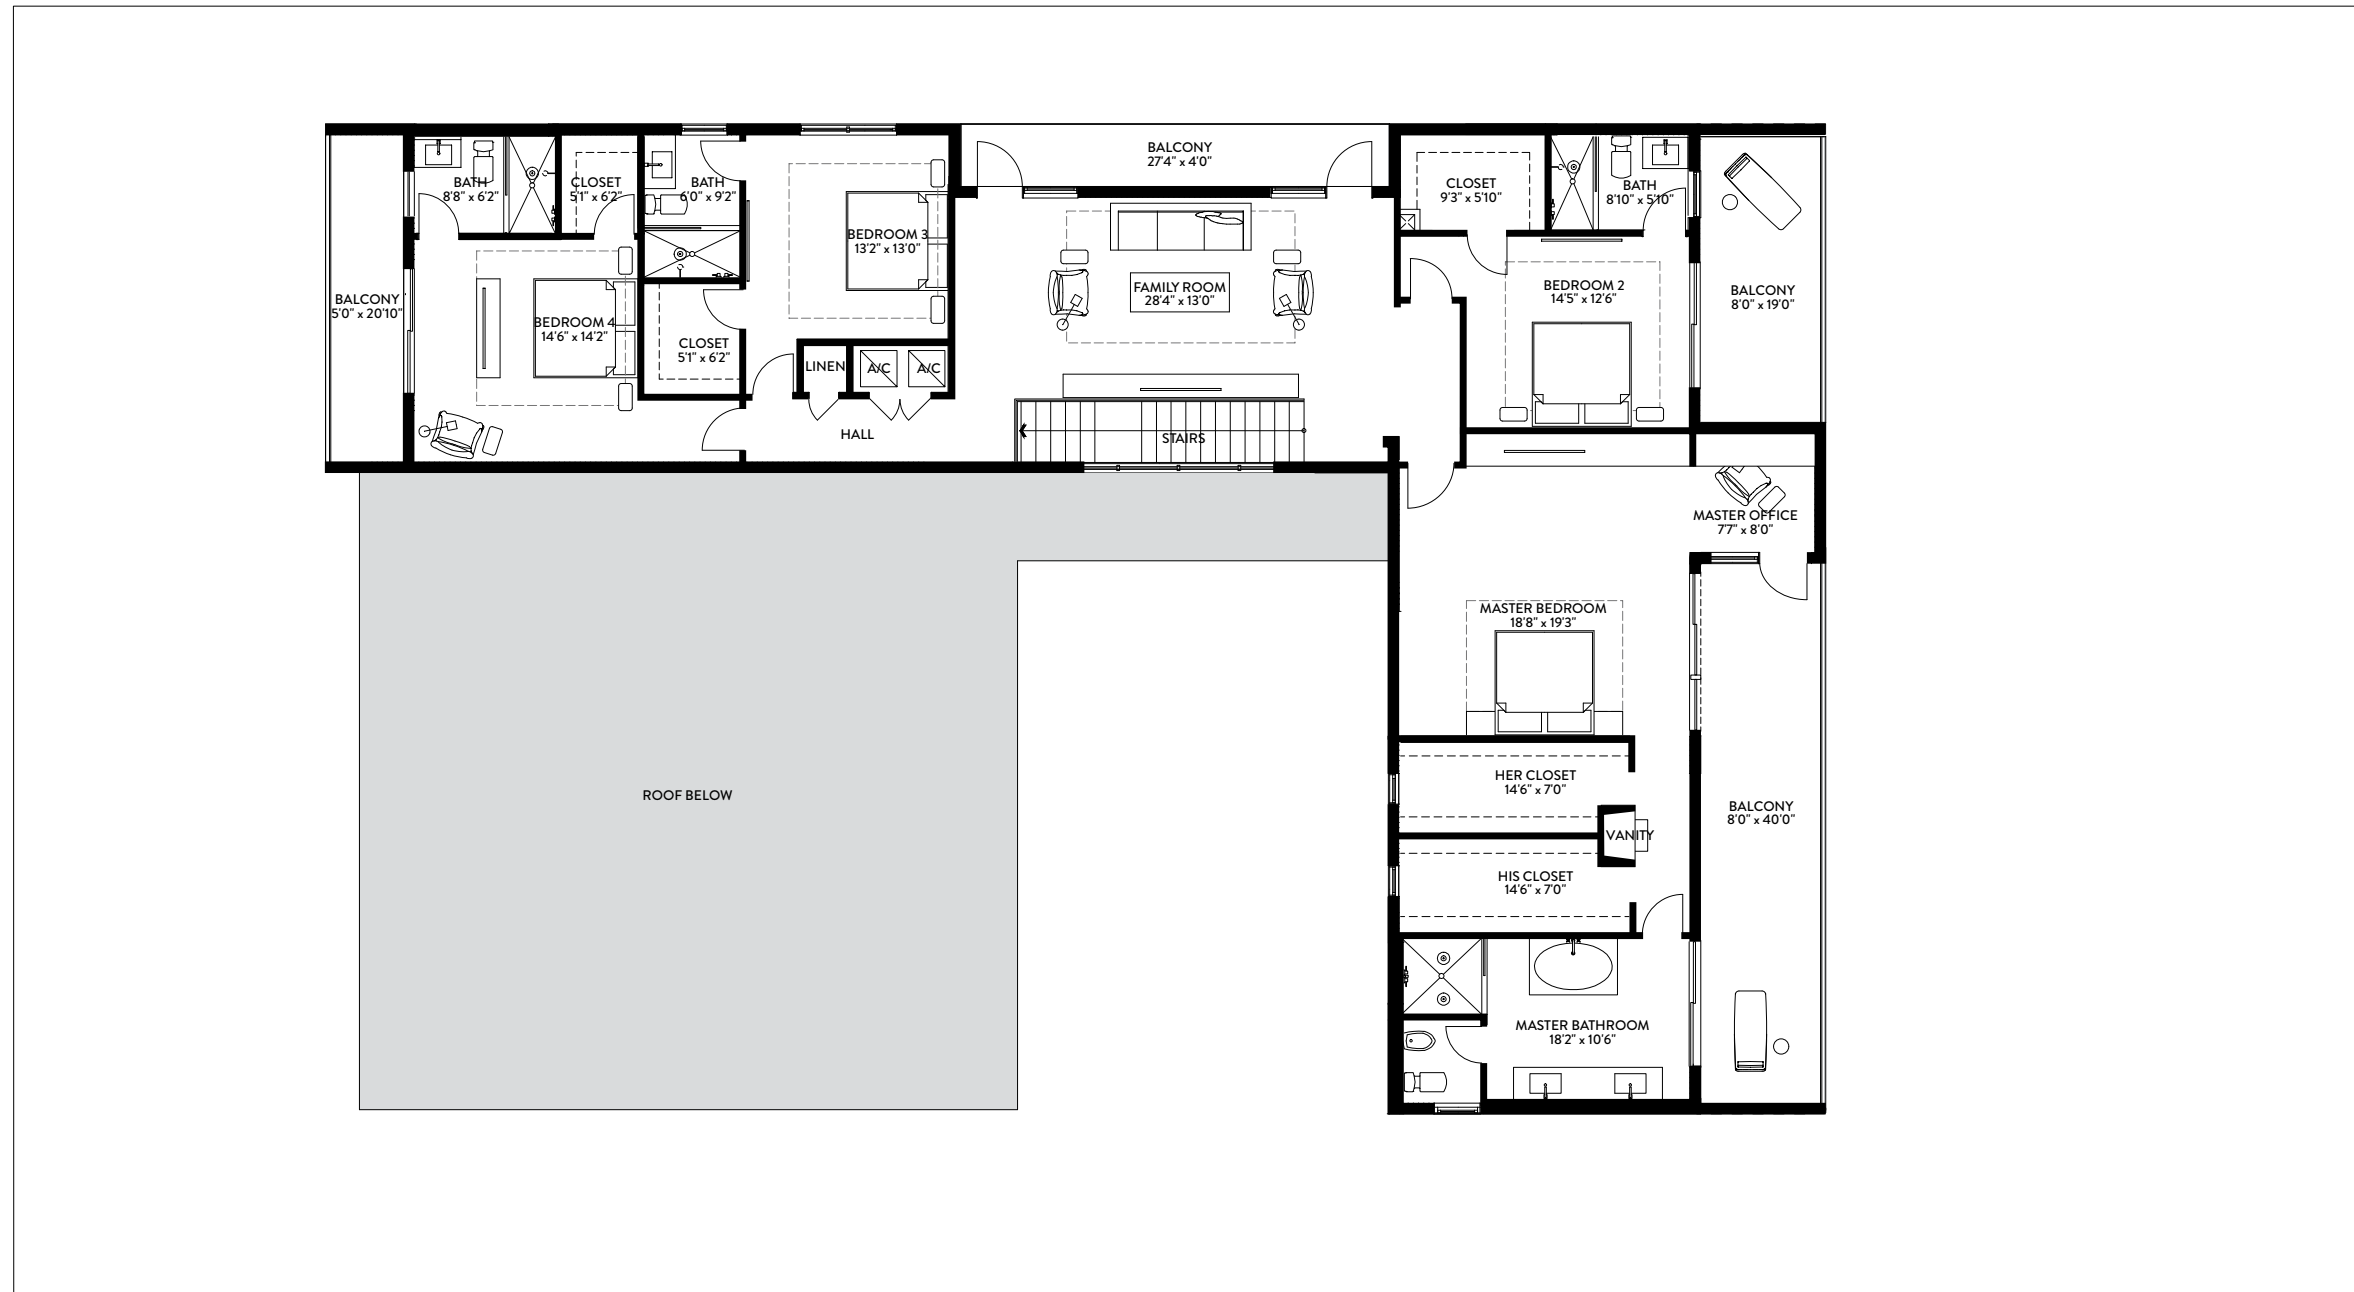 BALCONY
27'4" x 4'0"
BATH
8'8" x 6'2"
CLOSET
5'1" x 6'2"
BATH
6'0" x 9'2"
CLOSET
9'3" x 5'10"
BATH
8'10" x 5'10"
BEDROOM 3
13'2" x 13'0"
BALCONY
5'0" x 20'10"
BEDROOM 4
14'6" x 14'2"
FAMILY ROOM
28'4" x 13'0"
BEDROOM 2
14'5" x 12'6"
BALCONY
8'0" x 19'0"
CLOSET
5'1" x 6'2"
LINEN
A/C
A/C
HALL
STAIRS
MASTER OFFICE
7'7" x 8'0"
MASTER BEDROOM
18'8" x 19'3"
ROOF BELOW
HER CLOSET
14'6" x 7'0"
VANITY
BALCONY
8'0" x 40'0"
HIS CLOSET
14'6" x 7'0"
MASTER BATHROOM
18'2" x 10'6"